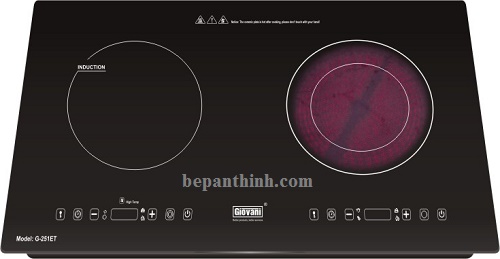 Notice: The ceramic plate is hot after cooking, please don't touch with your hand!
INDUCTION
bepanthinh.com
High Temp
Giovani ®
Model: G-251ET